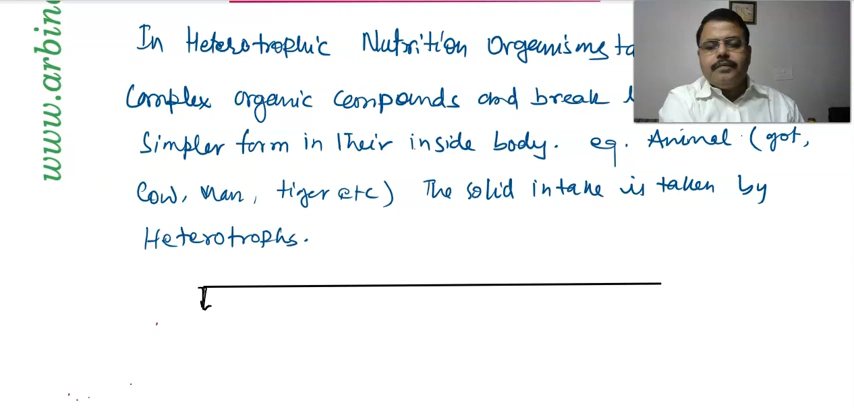 www.arbin
In Heterotrophic Nutrition Organisms ta
Complex organic compounds and break
Simpler form in their inside body. eg. Animal (got,
Cow, Man, tiger etc) The solid intake is taken by
Heterotrophs.